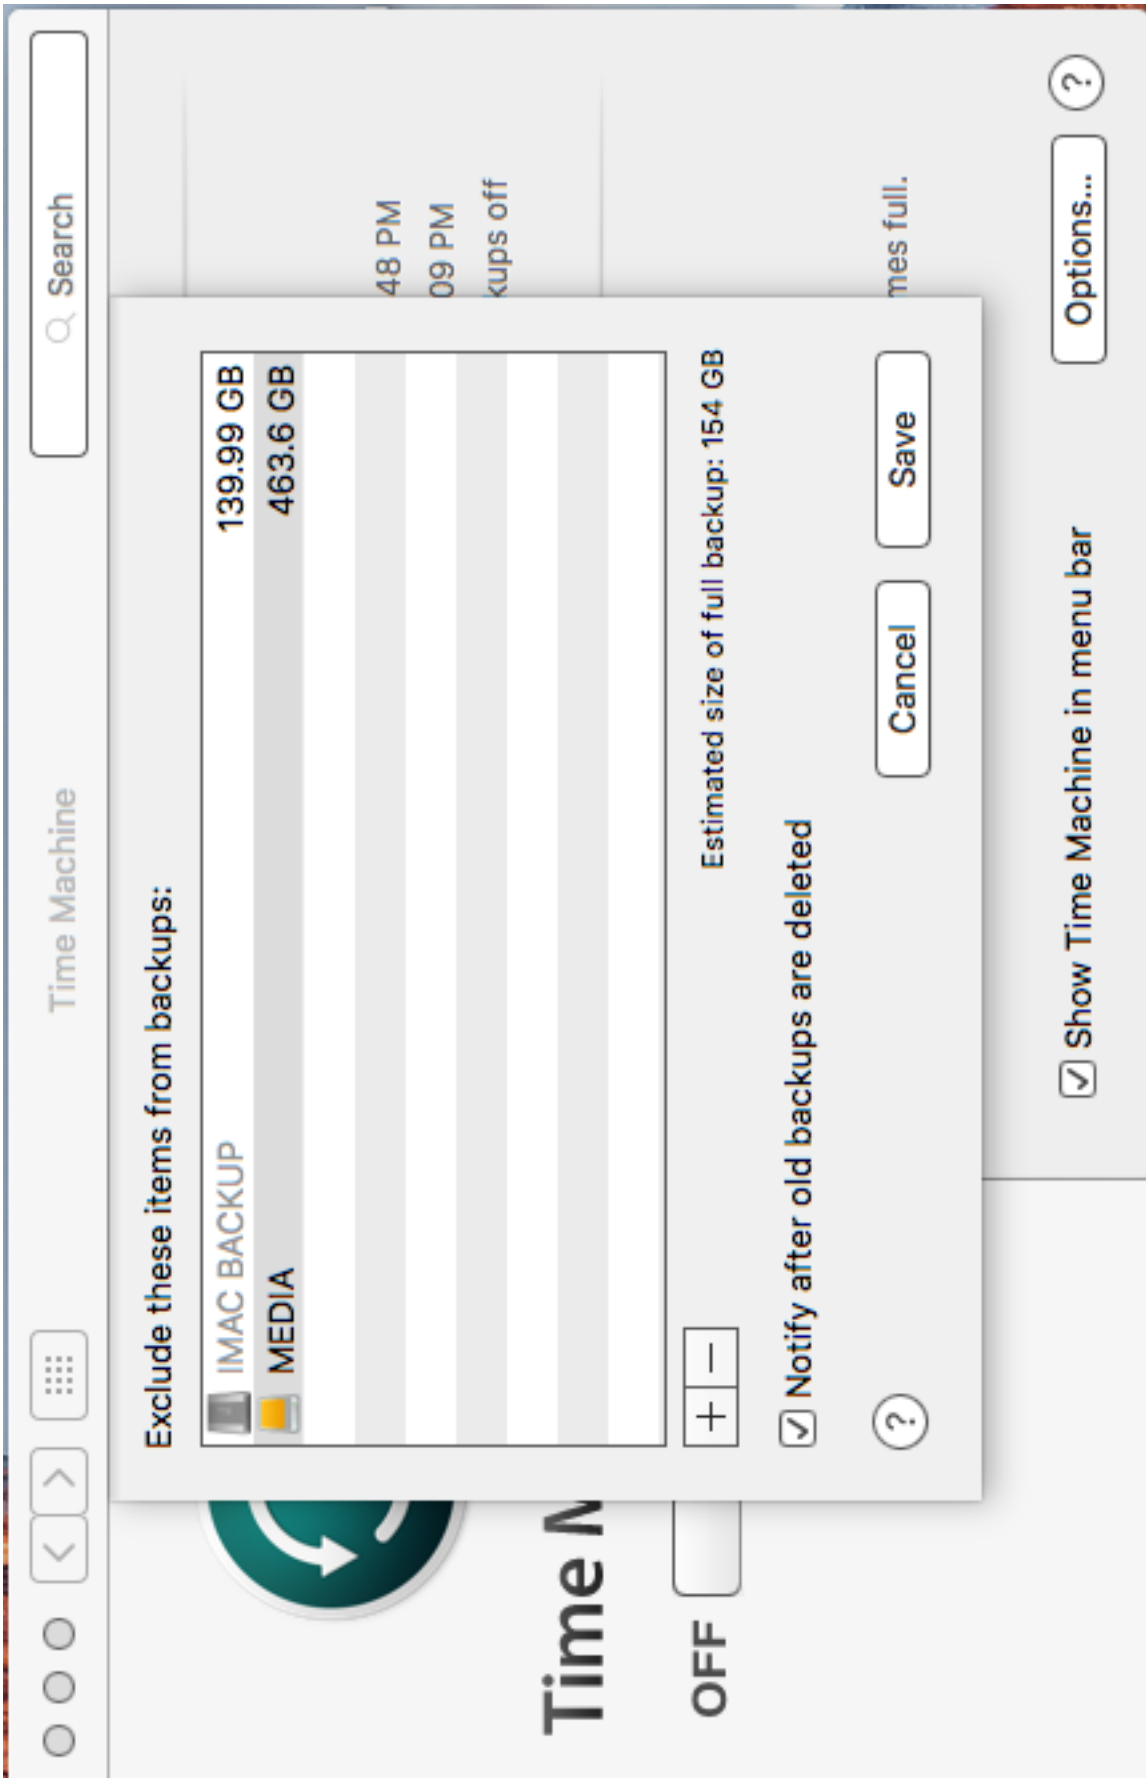 Time Machine
Search
Exclude these items from backups:
IMAC BACKUP 139.99 GB
MEDIA 463.6 GB
48 PM
09 PM
kups off
Time M
OFF
+ −
Estimated size of full backup: 154 GB
Notify after old backups are deleted
mes full.
?
Cancel
Save
Show Time Machine in menu bar
Options...
?